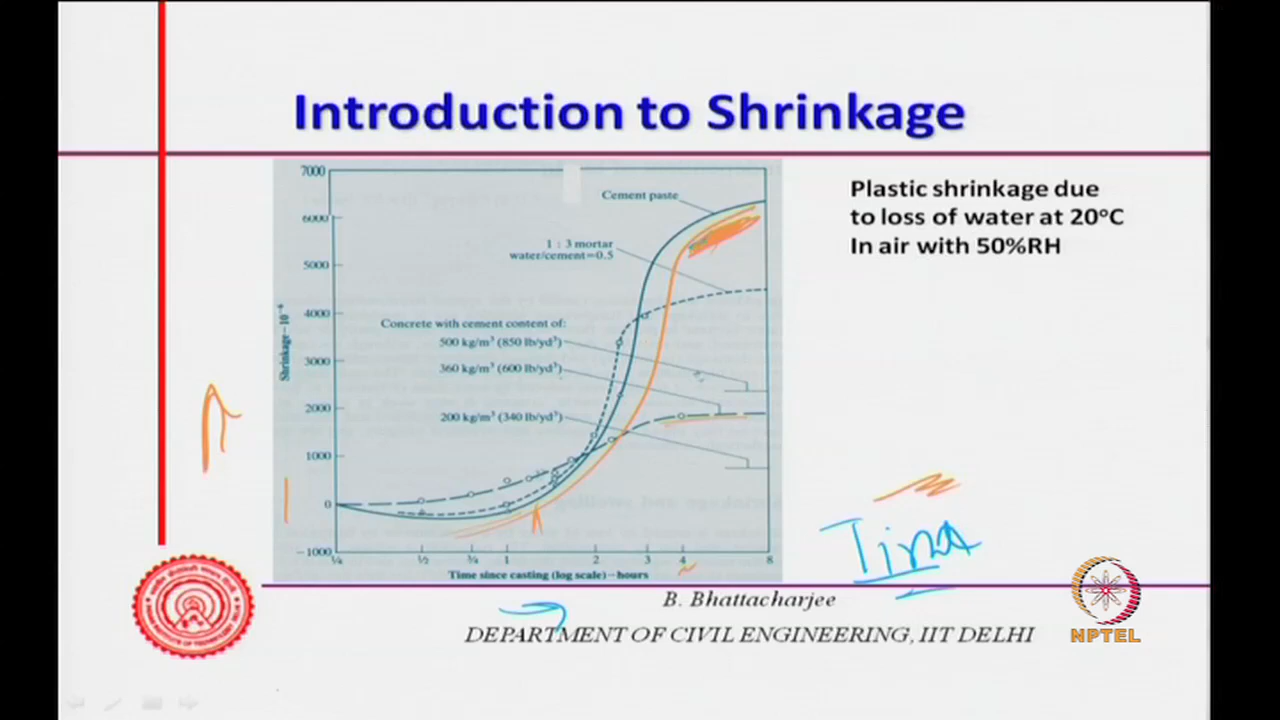 Introduction to Shrinkage
Plastic shrinkage due
to loss of water at 20°C
In air with 50%RH
7000
6000
5000
4000
3000
2000
1000
0
−1000
Shrinkage−10⁻⁶
Cement paste
1 : 3 mortar
water/cement=0.5
Concrete with cement content of:
500 kg/m³ (850 lb/yd³)
360 kg/m³ (600 lb/yd³)
200 kg/m³ (340 lb/yd³)
¼ ½ ¾ 1 2 3 4 8
Time since casting (log scale)−hours
B. Bhattacharjee
DEPARTMENT OF CIVIL ENGINEERING, IIT DELHI
NPTEL